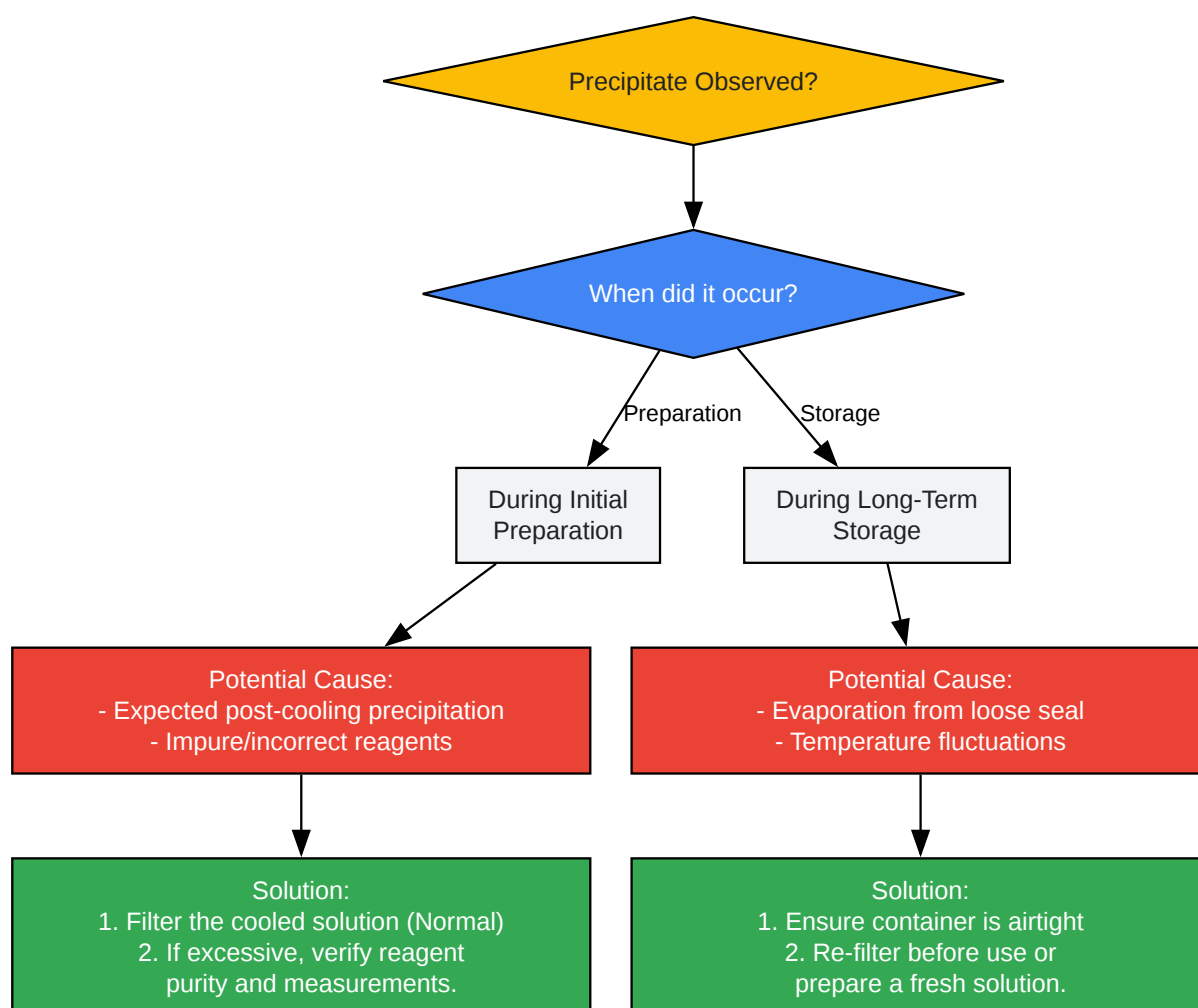 Precipitate Observed?
When did it occur?
Preparation
Storage
During Initial
Preparation
During Long-Term
Storage
Potential Cause:
- Expected post-cooling precipitation
- Impure/incorrect reagents
Potential Cause:
- Evaporation from loose seal
- Temperature fluctuations
Solution:
1. Filter the cooled solution (Normal)
2. If excessive, verify reagent
purity and measurements.
Solution:
1. Ensure container is airtight
2. Re-filter before use or
prepare a fresh solution.